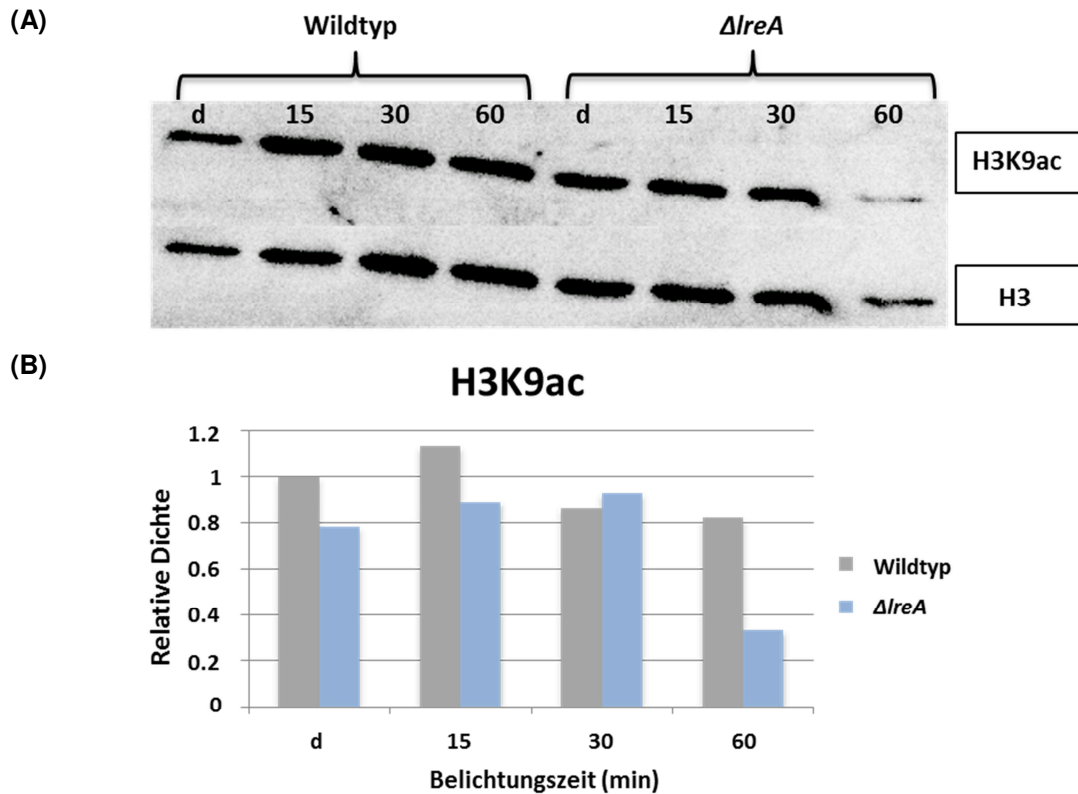 (A)
Wildtyp ΔlreA
d 15 30 60 d 15 30 60
H3K9ac
H3
(B)
H3K9ac
Relative Dichte
1.2
1
0.8
0.6
0.4
0.2
0
d 15 30 60
Belichtungszeit (min)
Wildtyp
ΔlreA